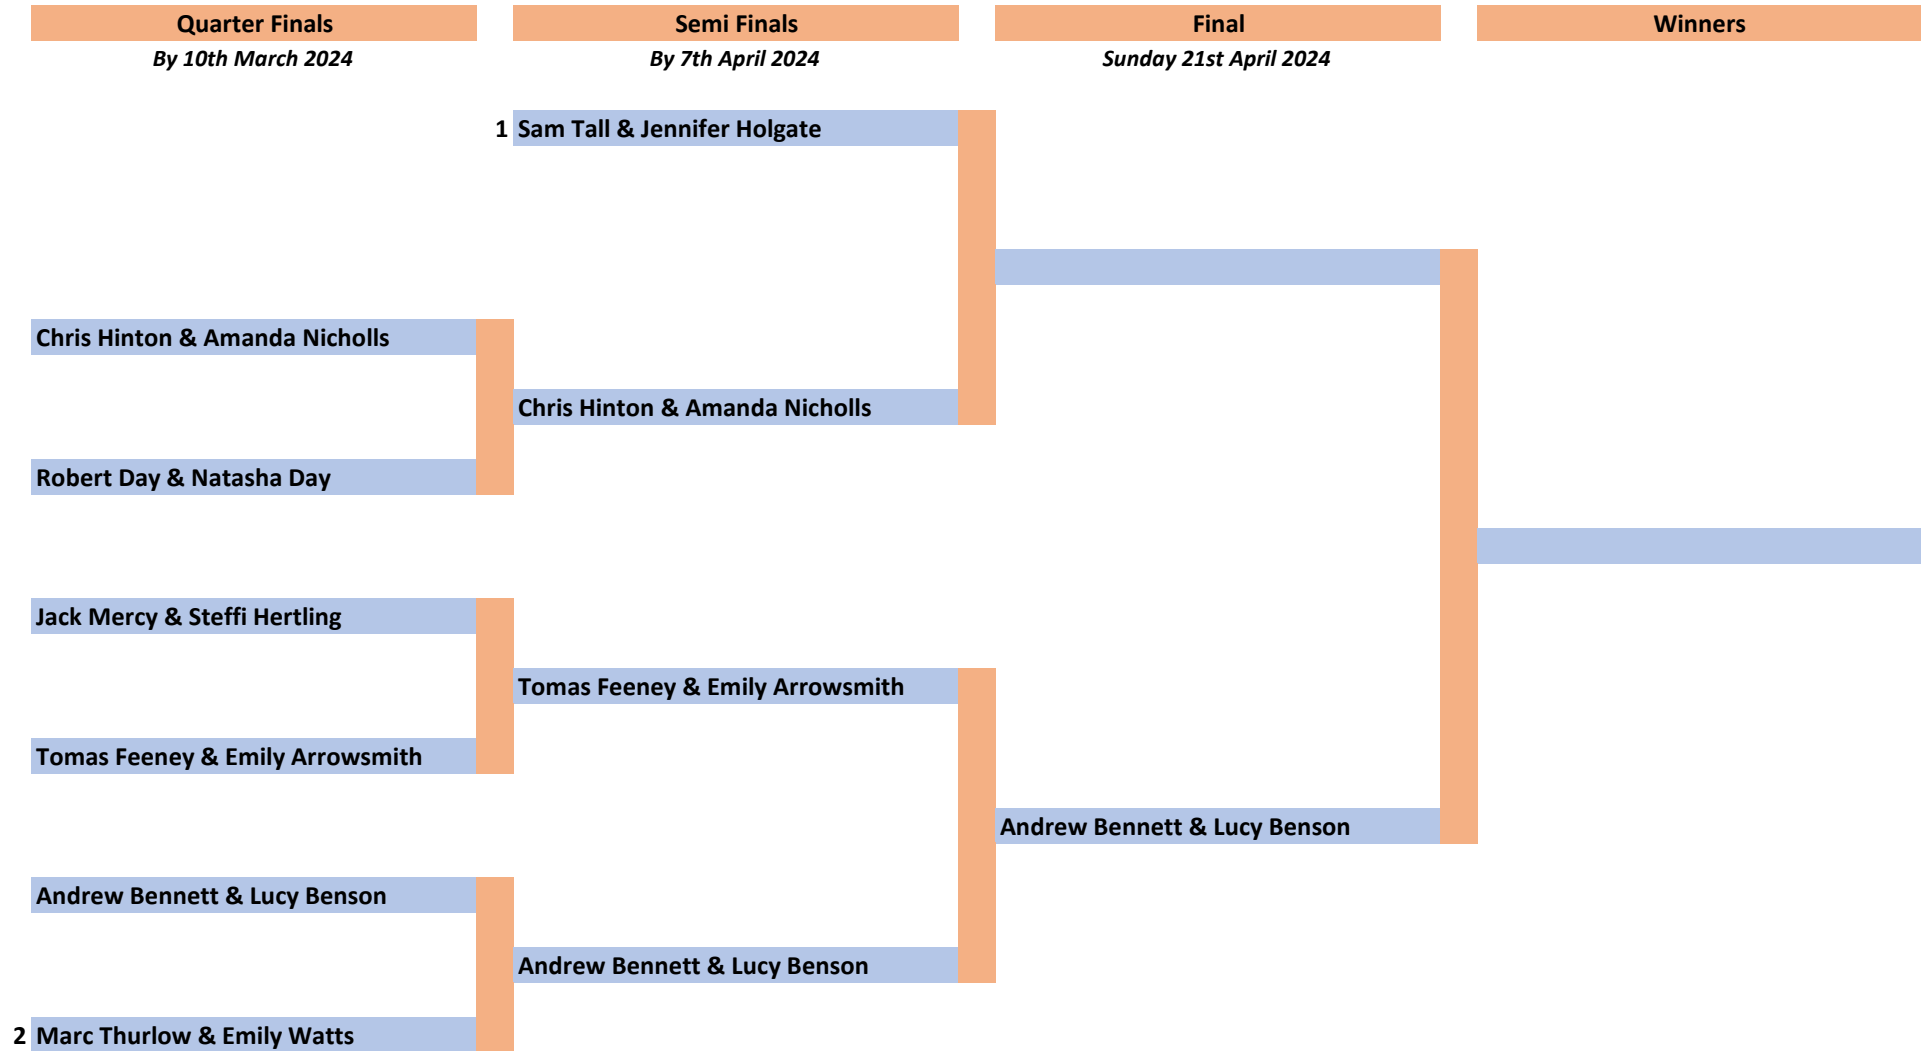 Quarter Finals
Semi Finals
Final
Winners
By 10th March 2024
By 7th April 2024
Sunday 21st April 2024
1 Sam Tall & Jennifer Holgate
Chris Hinton & Amanda Nicholls
Chris Hinton & Amanda Nicholls
Robert Day & Natasha Day
Jack Mercy & Steffi Hertling
Tomas Feeney & Emily Arrowsmith
Tomas Feeney & Emily Arrowsmith
Andrew Bennett & Lucy Benson
Andrew Bennett & Lucy Benson
Andrew Bennett & Lucy Benson
2 Marc Thurlow & Emily Watts